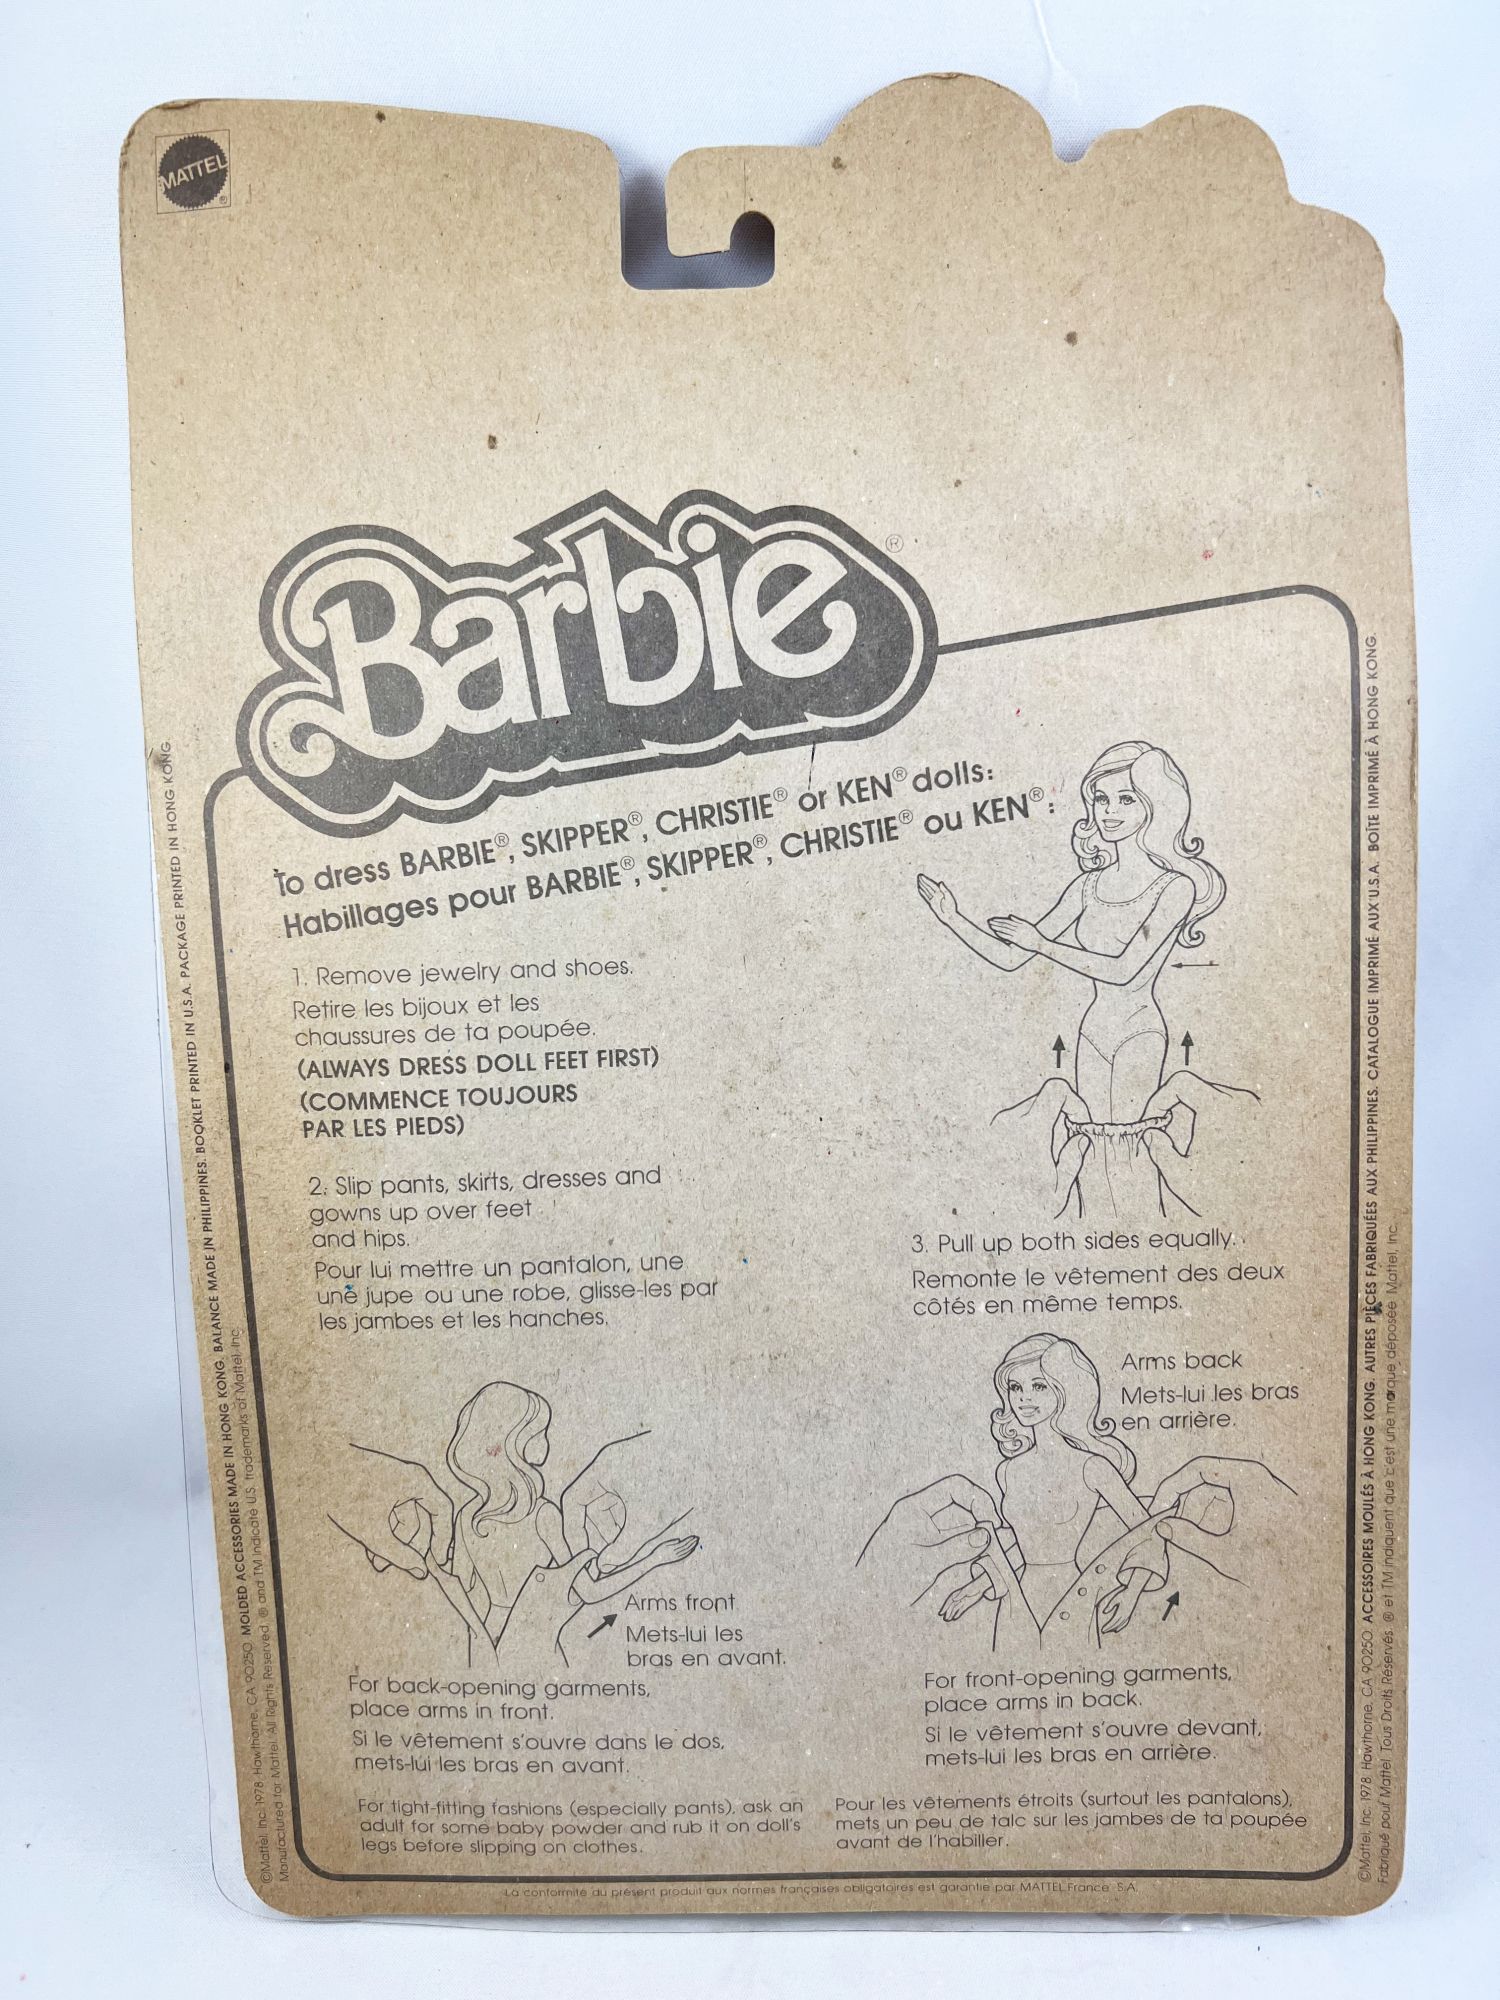 MATTEL
®
Barbie
®
To dress BARBIE®, SKIPPER®, CHRISTIE® or KEN® dolls:
Habillages pour BARBIE®, SKIPPER®, CHRISTIE® ou KEN®:
1. Remove jewelry and shoes.
Retire les bijoux et les
chaussures de ta poupée.
(ALWAYS DRESS DOLL FEET FIRST)
(COMMENCE TOUJOURS
PAR LES PIEDS)
2. Slip pants, skirts, dresses and
gowns up over feet
and hips.
Pour lui mettre un pantalon, une
une jupe ou une robe, glisse-les par
les jambes et les hanches.
3. Pull up both sides equally.
Remonte le vêtement des deux
côtés en même temps.
Arms front
Mets-lui les
bras en avant.
For back-opening garments,
place arms in front.
Si le vêtement s'ouvre dans le dos,
mets-lui les bras en avant.
Arms back
Mets-lui les bras
en arrière.
For front-opening garments,
place arms in back.
Si le vêtement s'ouvre devant,
mets-lui les bras en arrière.
For tight-fitting fashions (especially pants), ask an
adult for some baby powder and rub it on doll's
legs before slipping on clothes.
Pour les vêtements étroits (surtout les pantalons),
mets un peu de talc sur les jambes de ta poupée
avant de l'habiller.
La conformité du présent produit aux normes françaises obligatoires est garantie par MATTEL France S.A.
©Mattel, Inc. 1978 Hawthorne, CA 90250. MOLDED ACCESSORIES MADE IN HONG KONG. BALANCE MADE IN PHILIPPINES. BOOKLET PRINTED IN U.S.A. PACKAGE PRINTED IN HONG KONG
Manufactured for Mattel. All Rights Reserved. ® and TM indicate U.S. trademarks of Mattel, Inc.
©Mattel, Inc. 1978 Hawthorne, CA 90250. ACCESSOIRES MOULÉS À HONG KONG. AUTRES PIÈCES FABRIQUÉES AUX PHILIPPINES. CATALOGUE IMPRIMÉ AUX U.S.A. BOÎTE IMPRIMÉ À HONG KONG.
Fabriqué pour Mattel. Tous Droits Réservés. ® et TM indiquent que c'est une marque déposée Mattel, Inc.